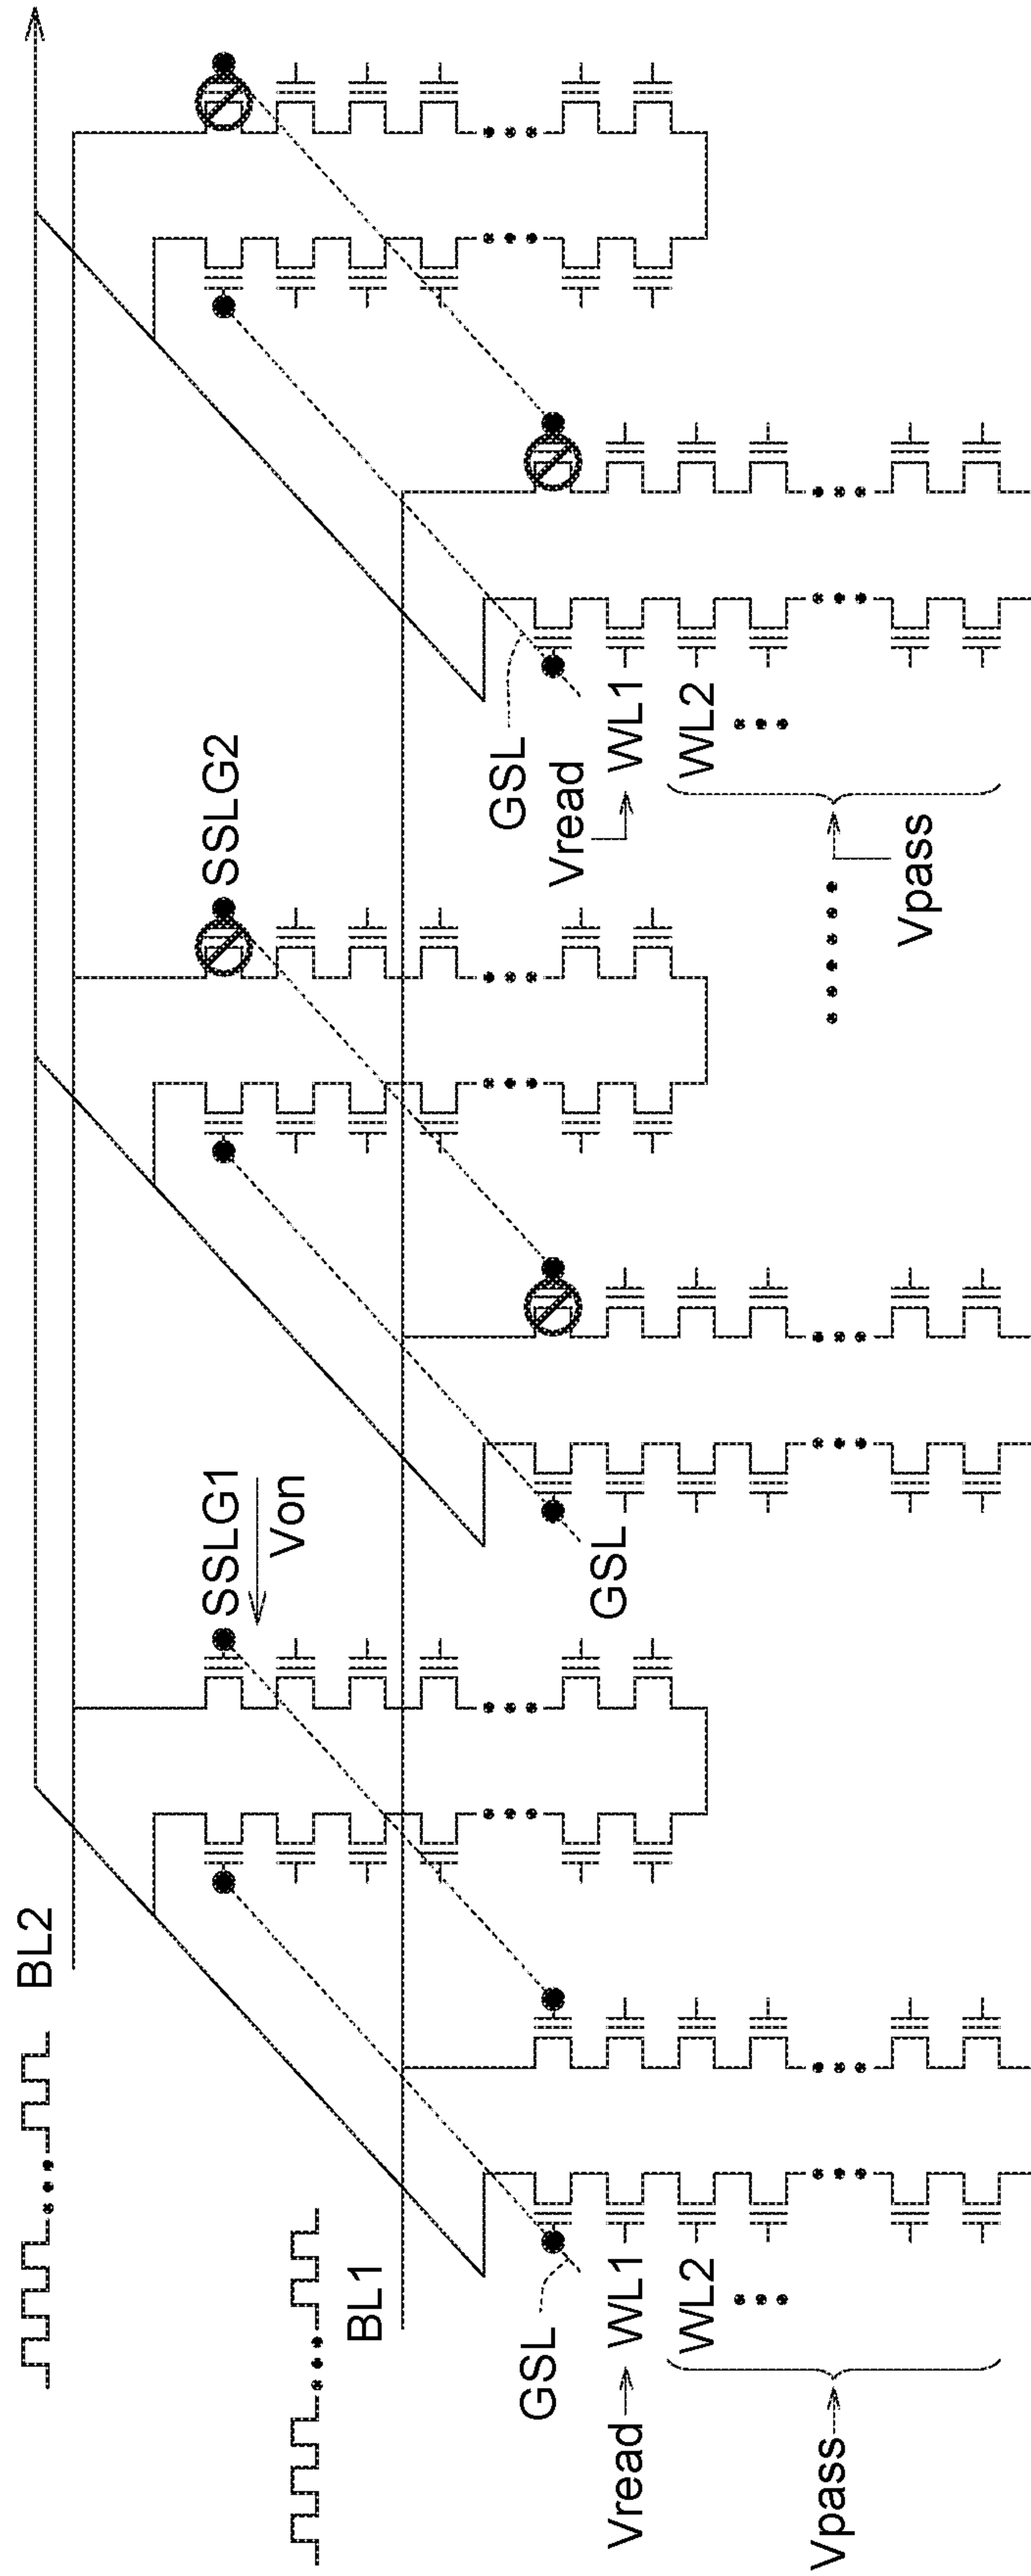 BL2
BL1
SSLG1
Von
SSLG2
GSL
Vread
WL1
WL2
Vpass
GSL
GSL
Vread
WL1
WL2
Vpass